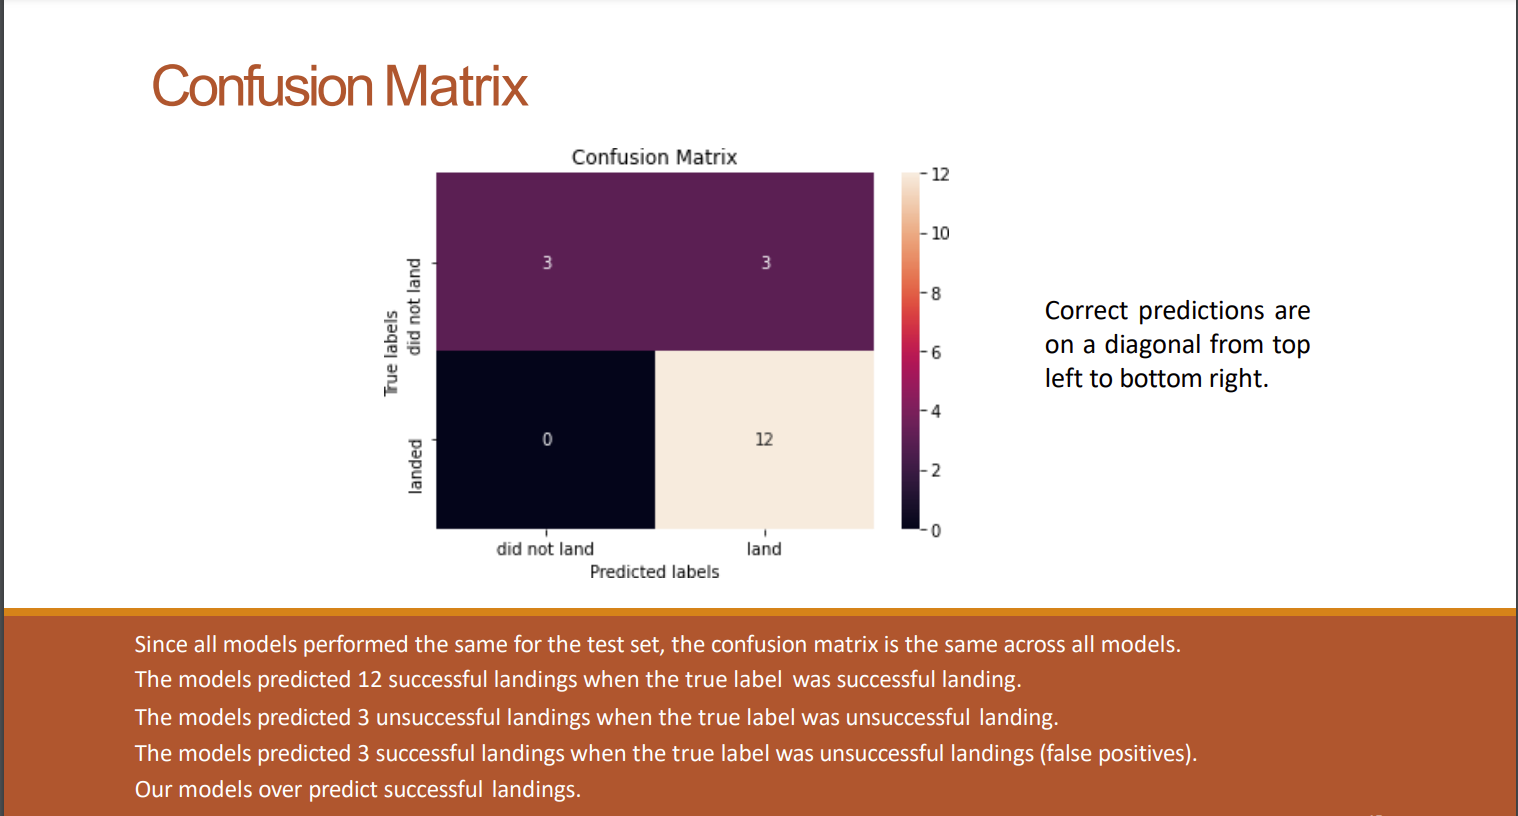 Confusion Matrix
Confusion Matrix
True labels
did not land
landed
3
3
0
12
did not land
land
Predicted labels
12
10
8
6
4
2
0
Correct predictions are
on a diagonal from top
left to bottom right.
Since all models performed the same for the test set, the confusion matrix is the same across all models.
The models predicted 12 successful landings when the true label was successful landing.
The models predicted 3 unsuccessful landings when the true label was unsuccessful landing.
The models predicted 3 successful landings when the true label was unsuccessful landings (false positives).
Our models over predict successful landings.